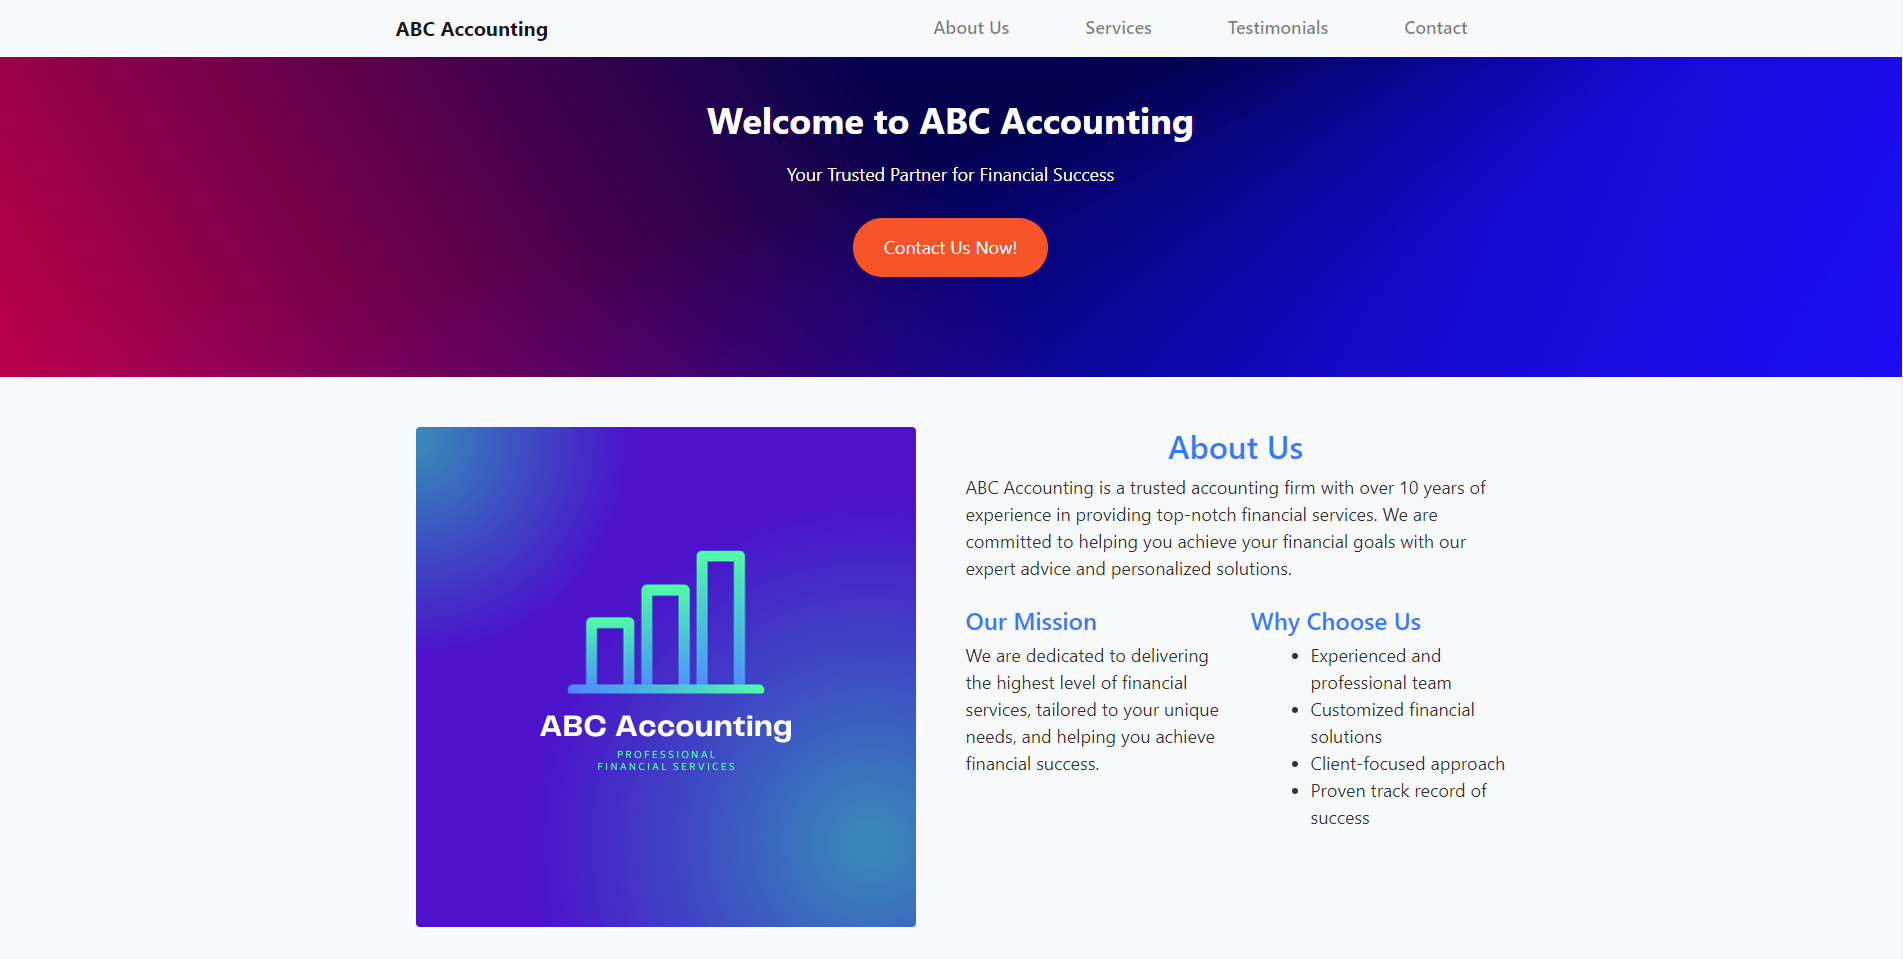 ABC Accounting
About Us
Services
Testimonials
Contact
Welcome to ABC Accounting
Your Trusted Partner for Financial Success
Contact Us Now!
ABC Accounting
PROFESSIONAL
FINANCIAL SERVICES
About Us
ABC Accounting is a trusted accounting firm with over 10 years of
experience in providing top-notch financial services. We are
committed to helping you achieve your financial goals with our
expert advice and personalized solutions.
Our Mission
We are dedicated to delivering
the highest level of financial
services, tailored to your unique
needs, and helping you achieve
financial success.
Why Choose Us
• Experienced and
professional team
• Customized financial
solutions
• Client-focused approach
• Proven track record of
success